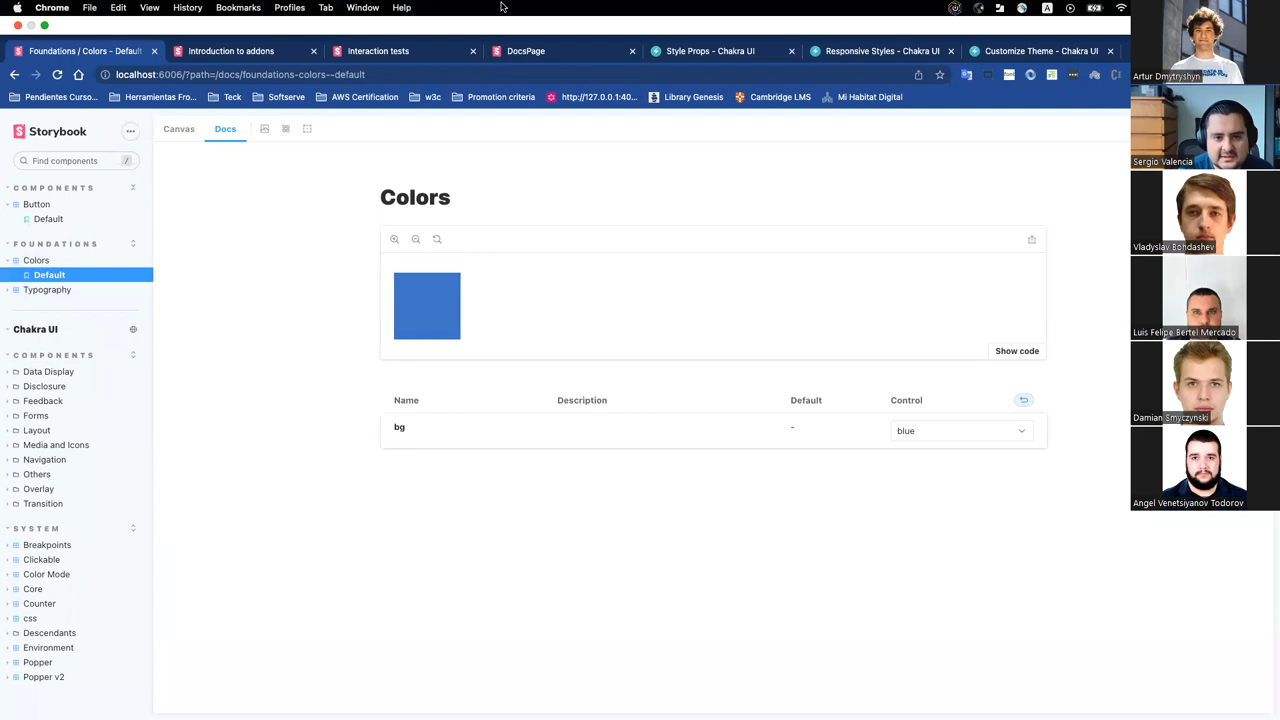 Chrome File Edit View History Bookmarks Profiles Tab Window Help
A
Foundations / Colors - Default
Introduction to addons
Interaction tests
DocsPage
Style Props - Chakra UI
Responsive Styles - Chakra UI
Customize Theme - Chakra UI
localhost:6006/?path=/docs/foundations-colors--default
Pendientes Curso...
Herramientas Fro...
Teck
Softserve
AWS Certification
w3c
Promotion criteria
http://127.0.0.1:40...
Library Genesis
Cambridge LMS
Mi Habitat Digital
Storybook
Find components
/
COMPONENTS
Button
Default
FOUNDATIONS
Colors
Default
Typography
Chakra UI
COMPONENTS
Data Display
Disclosure
Feedback
Forms
Layout
Media and Icons
Navigation
Others
Overlay
Transition
SYSTEM
Breakpoints
Clickable
Color Mode
Core
Counter
css
Descendants
Environment
Popper
Popper v2
Canvas
Docs
Colors
Show code
Name Description Default Control
bg - blue
Artur Dmytryshyn
Sergio Valencia
Vladyslav Bohdashev
Luis Felipe Bertel Mercado
Damian Smyczynski
Angel Venetsiyanov Todorov